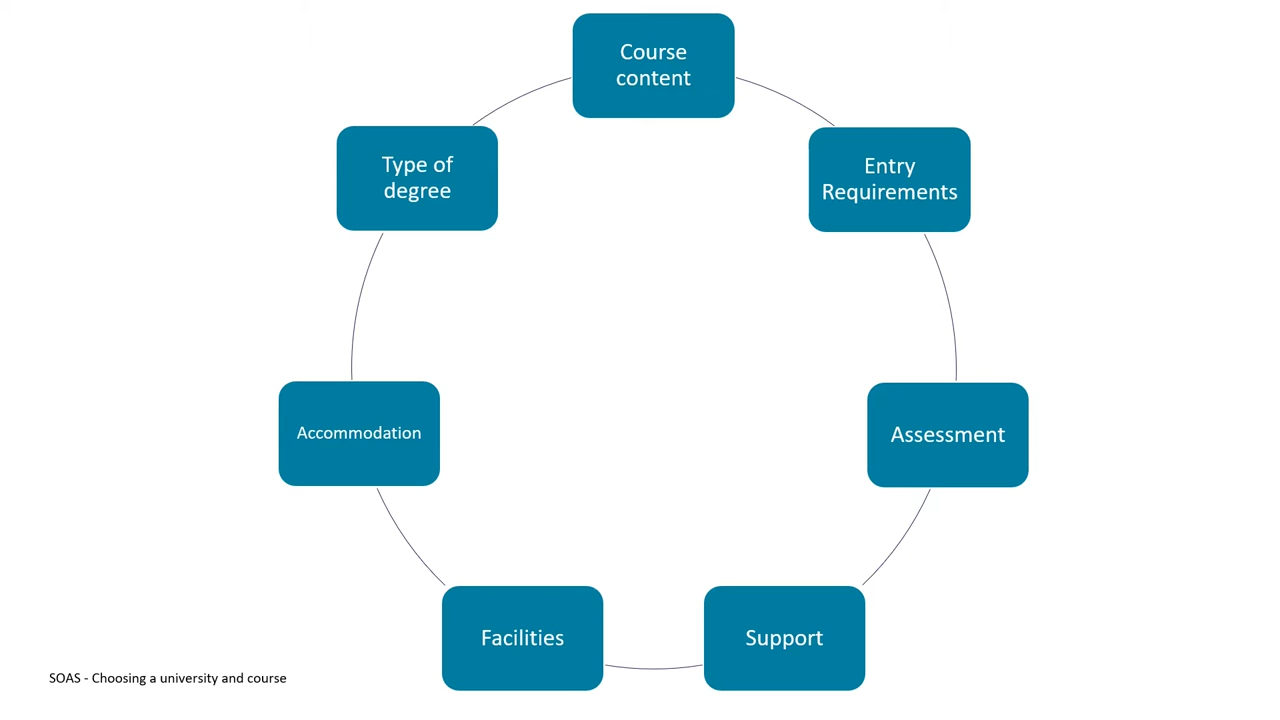 Course
content
Type of
degree
Entry
Requirements
Accommodation
Assessment
Facilities
Support
SOAS - Choosing a university and course